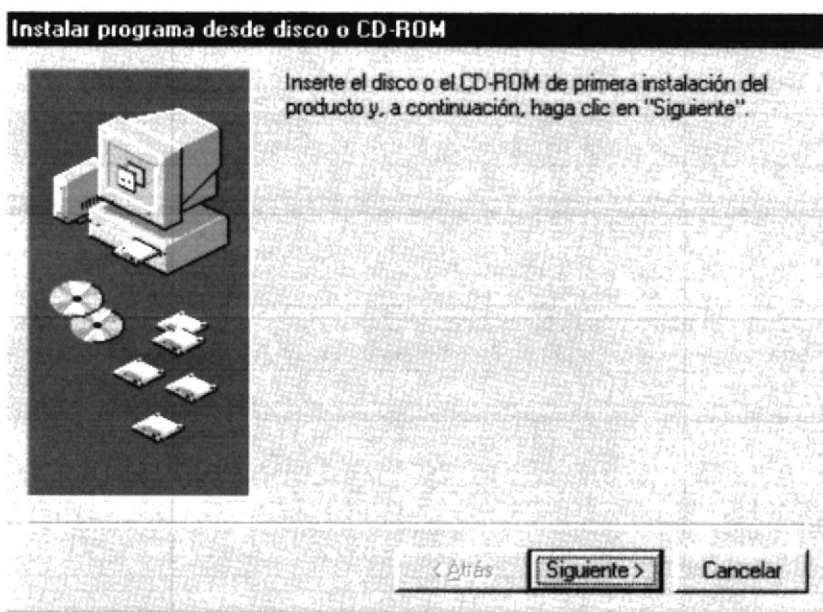 Instalar programa desde disco o CD-ROM
Inserte el disco o el CD-ROM de primera instalación del
producto y, a continuación, haga clic en "Siguiente".
< Atrás
Siguiente >
Cancelar